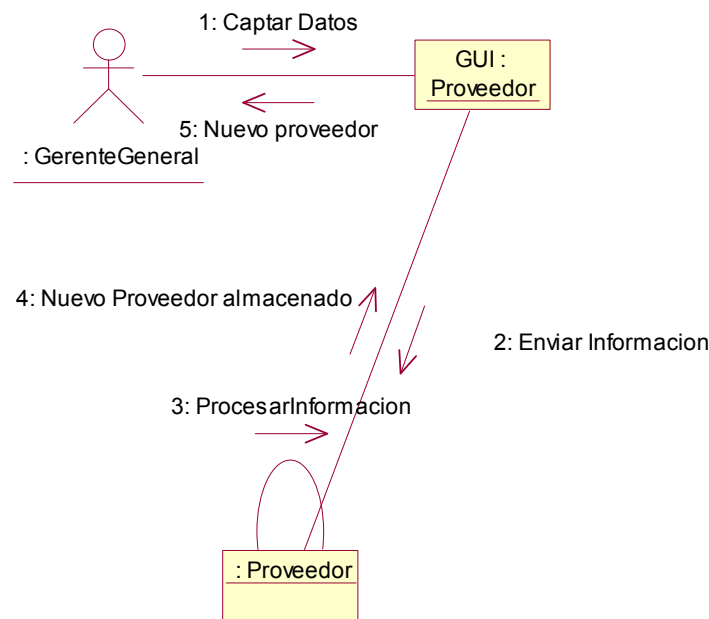 1: Captar Datos
GUI :
Proveedor
5: Nuevo proveedor
: GerenteGeneral
4: Nuevo Proveedor almacenado
2: Enviar Informacion
3: ProcesarInformacion
: Proveedor